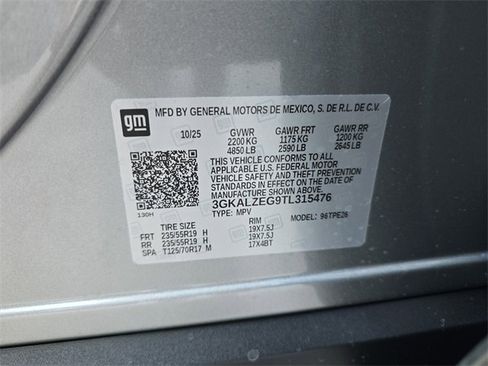 gm
MFD BY GENERAL MOTORS DE MEXICO, S. DE R.L. DE C.V.
10/25 GVWR GAWR FRT GAWR RR
2200 KG 1175 KG 1200 KG
4850 LB 2590 LB 2645 LB
THIS VEHICLE CONFORMS TO ALL
APPLICABLE U.S. FEDERAL MOTOR
VEHICLE SAFETY AND THEFT PREVENTION
STANDARDS IN EFFECT ON THE DATE OF
MANUFACTURE SHOWN ABOVE.
3GKALZEG9TL315476
TYPE: MPV MODEL: 96TPE26
130H
TIRE SIZE RIM
FRT 235/55R19 H 19X7.5J
RR 235/55R19 H 19X7.5J
SPA T125/70R17 M 17X4BT